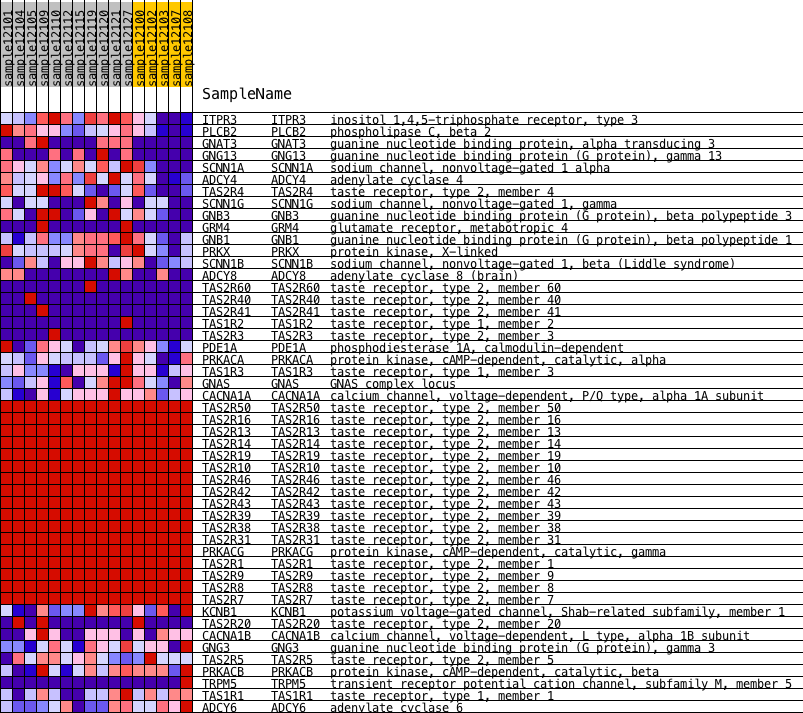 sample12101
sample12104
sample12105
sample12109
sample12110
sample12112
sample12115
sample12119
sample12120
sample12121
sample12127
sample12100
sample12102
sample12103
sample12107
sample12108
SampleName
ITPR3 ITPR3 inositol 1,4,5-triphosphate receptor, type 3
PLCB2 PLCB2 phospholipase C, beta 2
GNAT3 GNAT3 guanine nucleotide binding protein, alpha transducing 3
GNG13 GNG13 guanine nucleotide binding protein (G protein), gamma 13
SCNN1A SCNN1A sodium channel, nonvoltage-gated 1 alpha
ADCY4 ADCY4 adenylate cyclase 4
TAS2R4 TAS2R4 taste receptor, type 2, member 4
SCNN1G SCNN1G sodium channel, nonvoltage-gated 1, gamma
GNB3 GNB3 guanine nucleotide binding protein (G protein), beta polypeptide 3
GRM4 GRM4 glutamate receptor, metabotropic 4
GNB1 GNB1 guanine nucleotide binding protein (G protein), beta polypeptide 1
PRKX PRKX protein kinase, X-linked
SCNN1B SCNN1B sodium channel, nonvoltage-gated 1, beta (Liddle syndrome)
ADCY8 ADCY8 adenylate cyclase 8 (brain)
TAS2R60 TAS2R60 taste receptor, type 2, member 60
TAS2R40 TAS2R40 taste receptor, type 2, member 40
TAS2R41 TAS2R41 taste receptor, type 2, member 41
TAS1R2 TAS1R2 taste receptor, type 1, member 2
TAS2R3 TAS2R3 taste receptor, type 2, member 3
PDE1A PDE1A phosphodiesterase 1A, calmodulin-dependent
PRKACA PRKACA protein kinase, cAMP-dependent, catalytic, alpha
TAS1R3 TAS1R3 taste receptor, type 1, member 3
GNAS GNAS GNAS complex locus
CACNA1A CACNA1A calcium channel, voltage-dependent, P/Q type, alpha 1A subunit
TAS2R50 TAS2R50 taste receptor, type 2, member 50
TAS2R16 TAS2R16 taste receptor, type 2, member 16
TAS2R13 TAS2R13 taste receptor, type 2, member 13
TAS2R14 TAS2R14 taste receptor, type 2, member 14
TAS2R19 TAS2R19 taste receptor, type 2, member 19
TAS2R10 TAS2R10 taste receptor, type 2, member 10
TAS2R46 TAS2R46 taste receptor, type 2, member 46
TAS2R42 TAS2R42 taste receptor, type 2, member 42
TAS2R43 TAS2R43 taste receptor, type 2, member 43
TAS2R39 TAS2R39 taste receptor, type 2, member 39
TAS2R38 TAS2R38 taste receptor, type 2, member 38
TAS2R31 TAS2R31 taste receptor, type 2, member 31
PRKACG PRKACG protein kinase, cAMP-dependent, catalytic, gamma
TAS2R1 TAS2R1 taste receptor, type 2, member 1
TAS2R9 TAS2R9 taste receptor, type 2, member 9
TAS2R8 TAS2R8 taste receptor, type 2, member 8
TAS2R7 TAS2R7 taste receptor, type 2, member 7
KCNB1 KCNB1 potassium voltage-gated channel, Shab-related subfamily, member 1
TAS2R20 TAS2R20 taste receptor, type 2, member 20
CACNA1B CACNA1B calcium channel, voltage-dependent, L type, alpha 1B subunit
GNG3 GNG3 guanine nucleotide binding protein (G protein), gamma 3
TAS2R5 TAS2R5 taste receptor, type 2, member 5
PRKACB PRKACB protein kinase, cAMP-dependent, catalytic, beta
TRPM5 TRPM5 transient receptor potential cation channel, subfamily M, member 5
TAS1R1 TAS1R1 taste receptor, type 1, member 1
ADCY6 ADCY6 adenylate cyclase 6